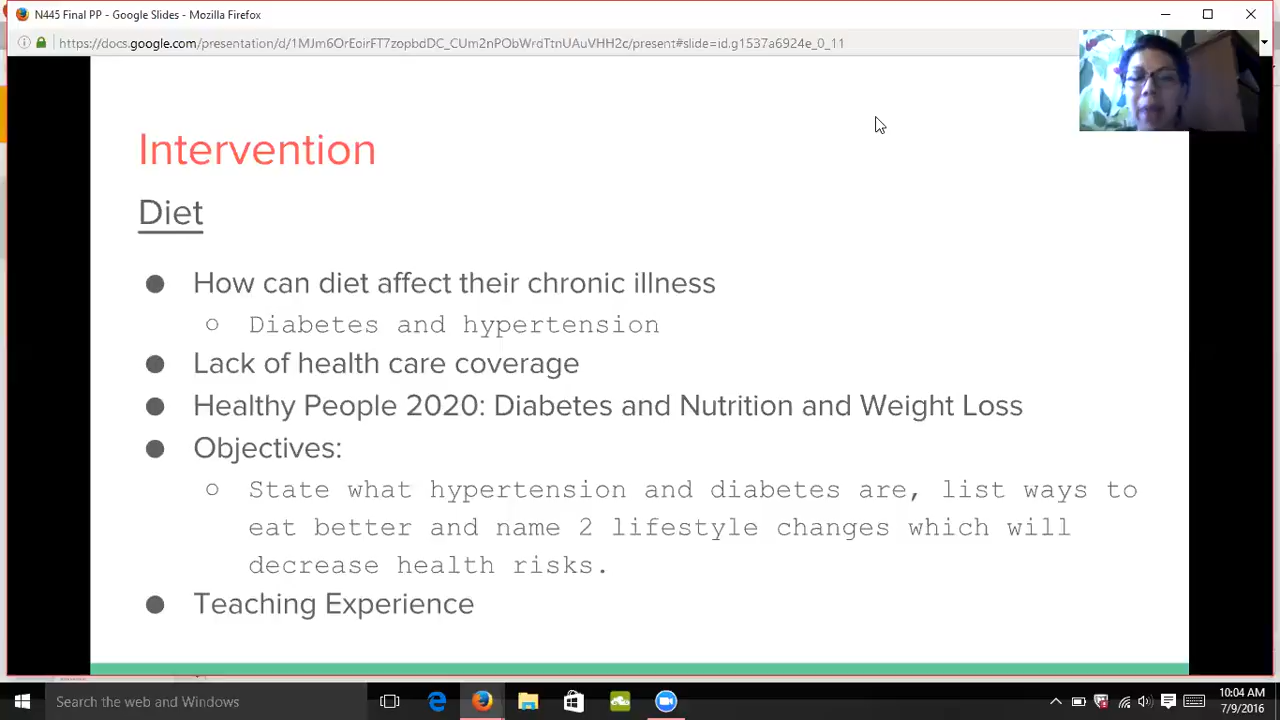 N445 Final PP - Google Slides - Mozilla Firefox
Intervention
Diet
● How can diet affect their chronic illness
○ Diabetes and hypertension
● Lack of health care coverage
● Healthy People 2020: Diabetes and Nutrition and Weight Loss
● Objectives:
○ State what hypertension and diabetes are, list ways to
eat better and name 2 lifestyle changes which will
decrease health risks.
● Teaching Experience
Search the web and Windows
10:04 AM
7/9/2016